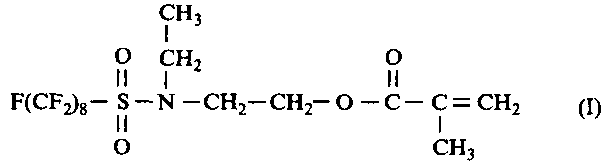 CH3
O CH2 O
F(CF2)8–S–N–CH2–CH2–O–C–C=CH2 (I)
O CH3